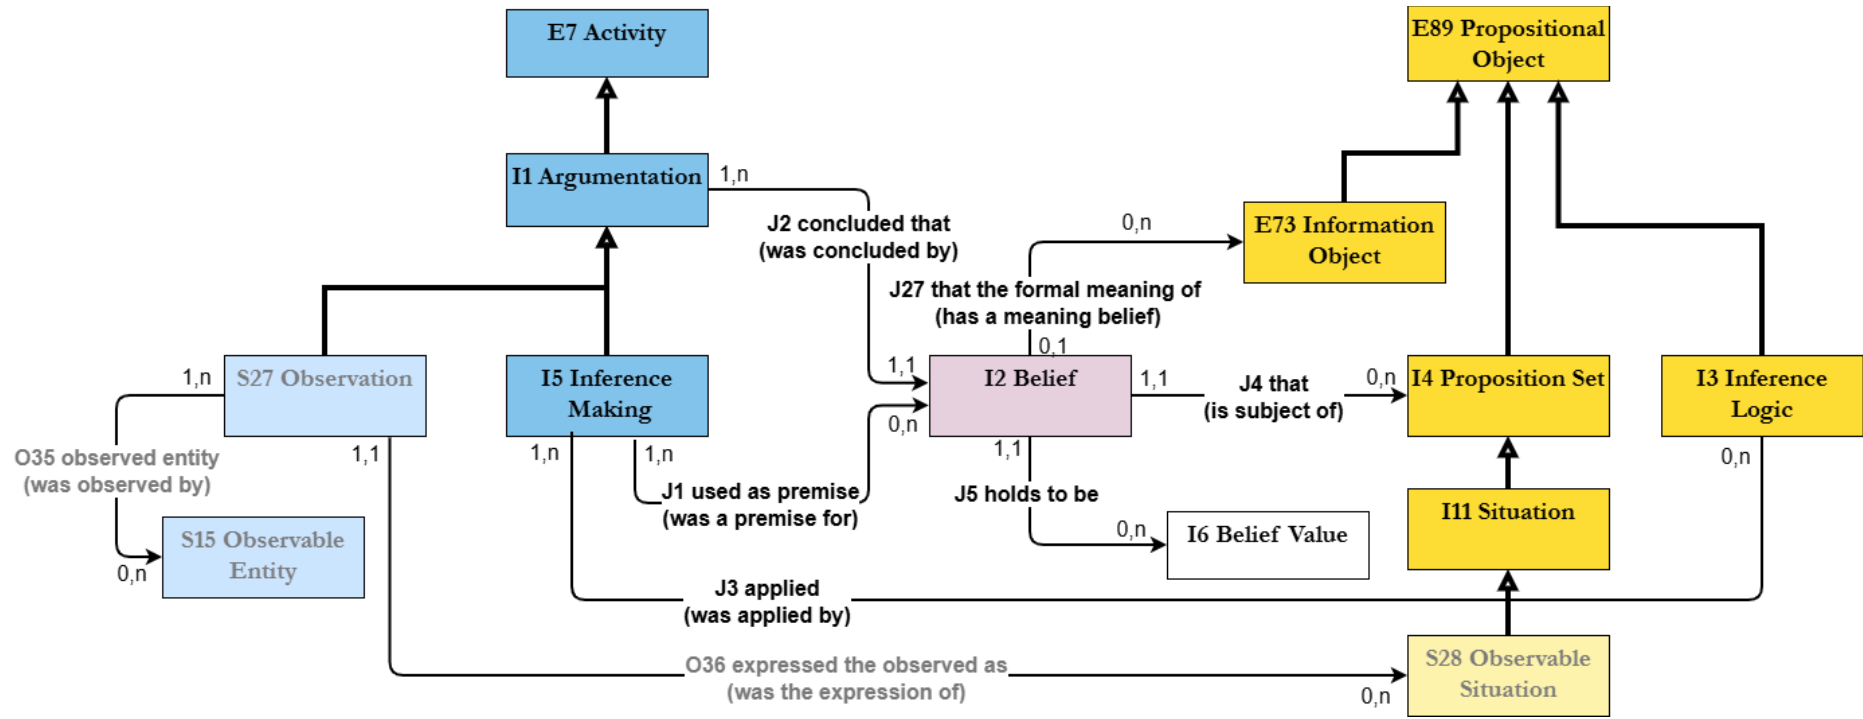 E7 Activity
E89 Propositional
Object
I1 Argumentation
1,n
J2 concluded that
(was concluded by)
0,n
E73 Information
Object
J27 that the formal meaning of
(has a meaning belief)
0,1
1,n
S27 Observation
I5 Inference
Making
1,1
I2 Belief
1,1
J4 that
(is subject of)
0,n
I4 Proposition Set
I3 Inference
Logic
0,n
O35 observed entity
(was observed by)
1,1
1,n
1,n
1,1
0,n
J1 used as premise
(was a premise for)
J5 holds to be
I11 Situation
S15 Observable
Entity
0,n
0,n
I6 Belief Value
J3 applied
(was applied by)
O36 expressed the observed as
(was the expression of)
0,n
S28 Observable
Situation